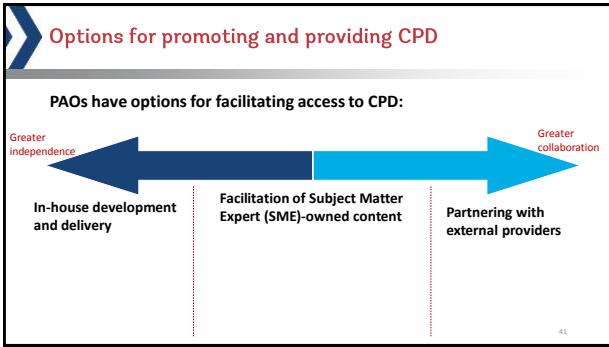 Options for promoting and providing CPD
PAOs have options for facilitating access to CPD:
Greater
independence
Greater
collaboration
In-house development
and delivery
Facilitation of Subject Matter
Expert (SME)-owned content
Partnering with
external providers
41